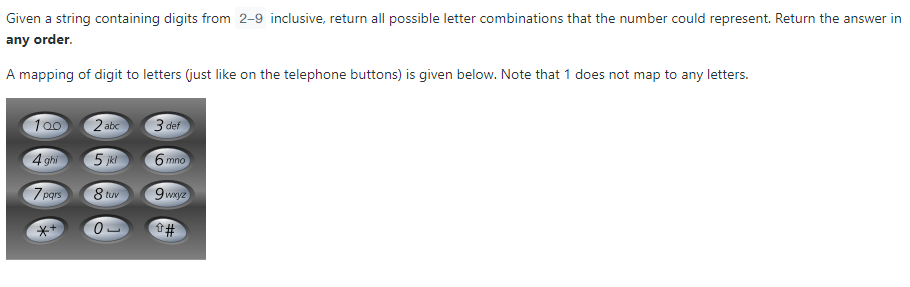 Given a string containing digits from 2-9 inclusive, return all possible letter combinations that the number could represent. Return the answer in
any order.
A mapping of digit to letters (just like on the telephone buttons) is given below. Note that 1 does not map to any letters.
1 2 abc 3 def
4 ghi 5 jkl 6 mno
7 pqrs 8 tuv 9 wxyz
*+ 0 ⇧#